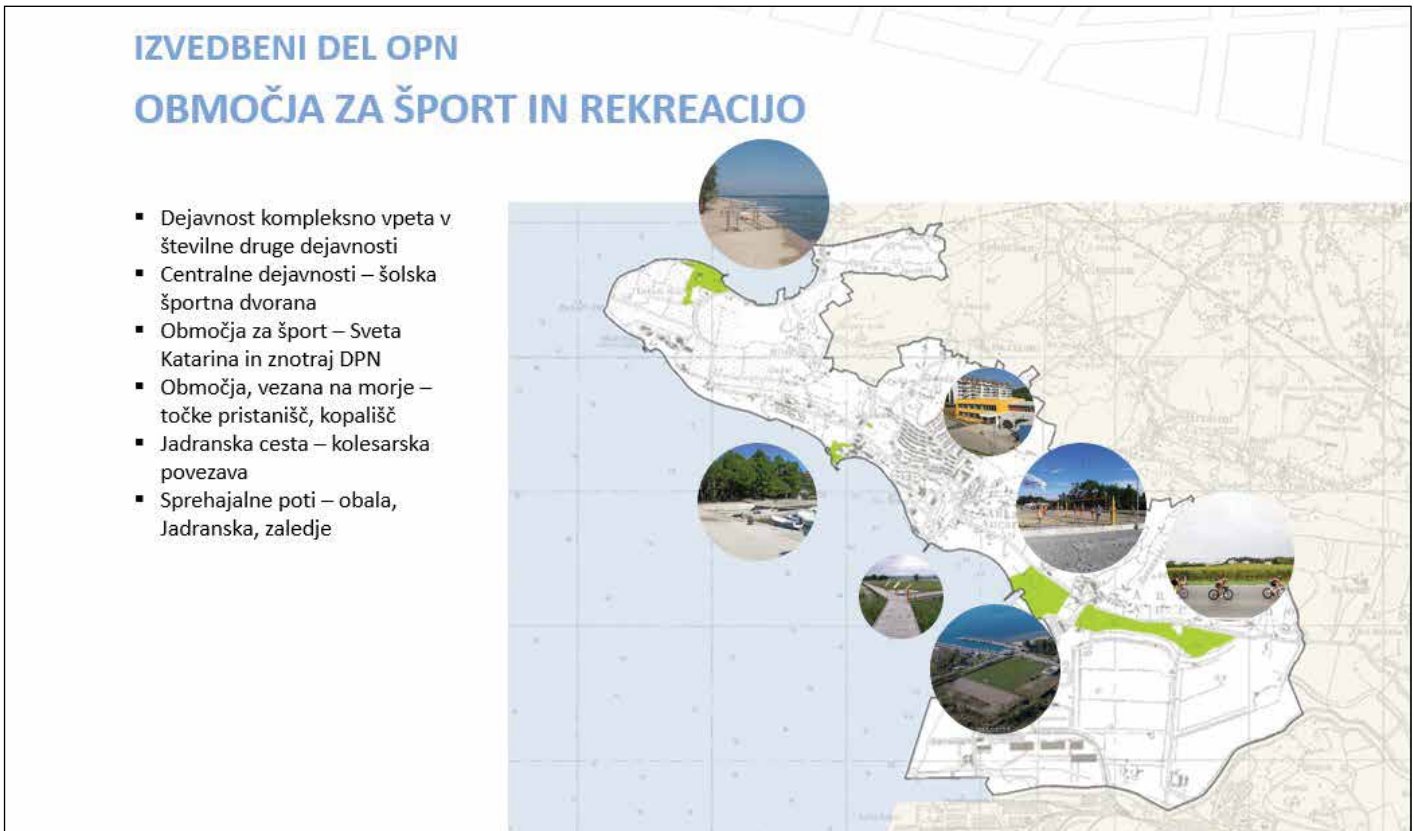 IZVEDBENI DEL OPN
OBMOČJA ZA ŠPORT IN REKREACIJO
▪ Dejavnost kompleksno vpeta v
številne druge dejavnosti
▪ Centralne dejavnosti – šolska
športna dvorana
▪ Območja za šport – Sveta
Katarina in znotraj DPN
▪ Območja, vezana na morje –
točke pristanišč, kopališč
▪ Jadranska cesta – kolesarska
povezava
▪ Sprehajalne poti – obala,
Jadranska, zaledje